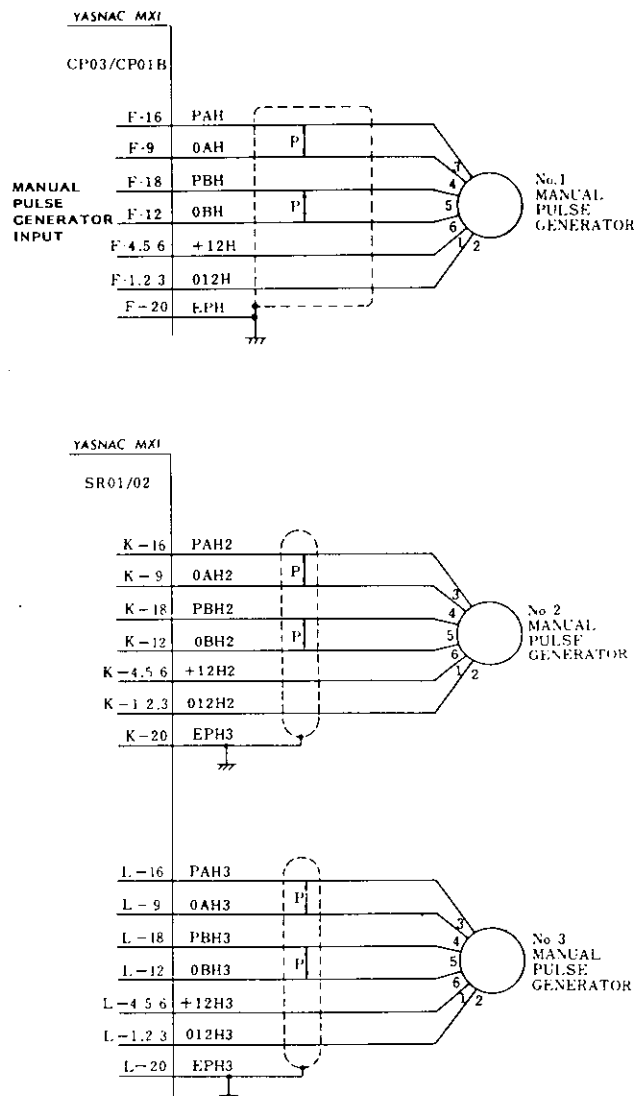 YASNAC MXI
CP03/CP01B
F-16 PAH
F-9 0AH
F-18 PBH
F-12 0BH
F-4.5 6 +12H
F-1.2 3 012H
F-20 EPH
MANUAL
PULSE
GENERATOR
INPUT
P
P
7
4
5
6
1 2
No.1
MANUAL
PULSE
GENERATOR
YASNAC MXI
SR01/02
K-16 PAH2
K-9 0AH2
K-18 PBH2
K-12 0BH2
K-4.5 6 +12H2
K-1 2.3 012H2
K-20 EPH3
P
P
3
4
5
6
1 2
No 2
MANUAL
PULSE
GENERATOR
L-16 PAH3
L-9 0AH3
L-18 PBH3
L-12 0BH3
L-4 5 6 +12H3
L-1.2 3 012H3
L-20 EPH3
P
P
3
4
5
6
1 2
No 3
MANUAL
PULSE
GENERATOR